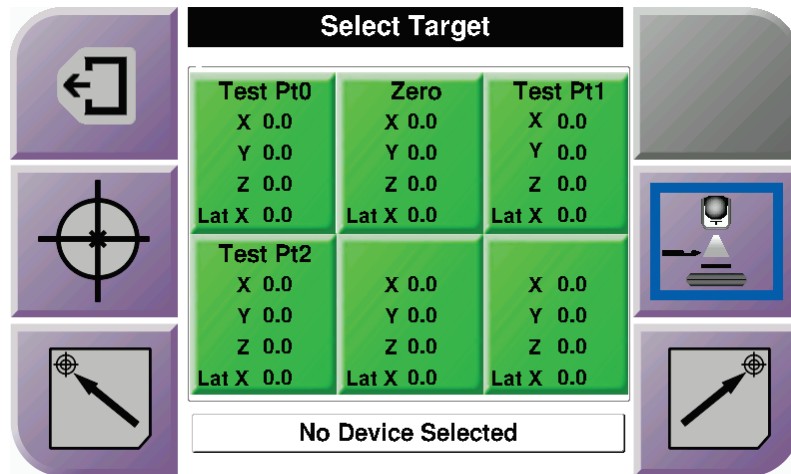 Select Target
Test Pt0 Zero Test Pt1
X 0.0 X 0.0 X 0.0
Y 0.0 Y 0.0 Y 0.0
Z 0.0 Z 0.0 Z 0.0
Lat X 0.0 Lat X 0.0 Lat X 0.0
Test Pt2
X 0.0 X 0.0 X 0.0
Y 0.0 Y 0.0 Y 0.0
Z 0.0 Z 0.0 Z 0.0
Lat X 0.0 Lat X 0.0 Lat X 0.0
No Device Selected